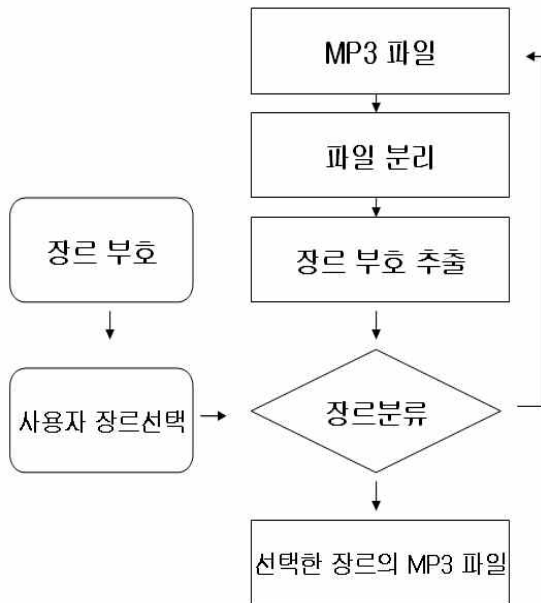 MP3 파일
파일 분리
장르 부호
장르 부호 추출
사용자 장르선택
장르분류
선택한 장르의 MP3 파일